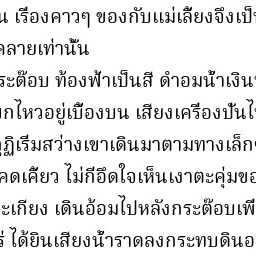 น เรื่องคาวๆ ของกับแม่เลี้ยงจึงเป็
คลายเท่านั้น
ระต๊อบ ท้องฟ้าเป็นสี ดำอมน้ำเงิน
กไหวอยู่เบื้องบน เสียงเครื่องปั่นไ
ฏิเริ่มสว่างเขาเดินมาตามทางเล็ก
คดเคี้ยว ไม่กี่อึดใจเห็นเงาตะคุ่มข
ะเกียง เดินอ้อมไปหลังกระต๊อบเพื
ร่ ได้ยินเสียงน้ำราดลงกระทบดิน